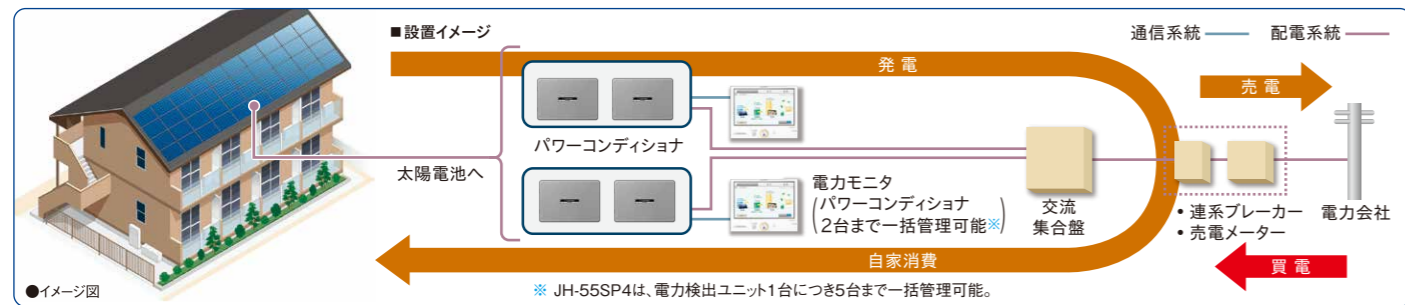 ■設置イメージ
通信系統
配電系統
発電
売電
パワーコンディショナ
太陽電池へ
電力モニタ
(パワーコンディショナ
2台まで一括管理可能※)
交流
集合盤
・連系ブレーカー
・売電メーター
電力会社
自家消費
買電
●イメージ図
※ JH-55SP4は、電力検出ユニット1台につき5台まで一括管理可能。